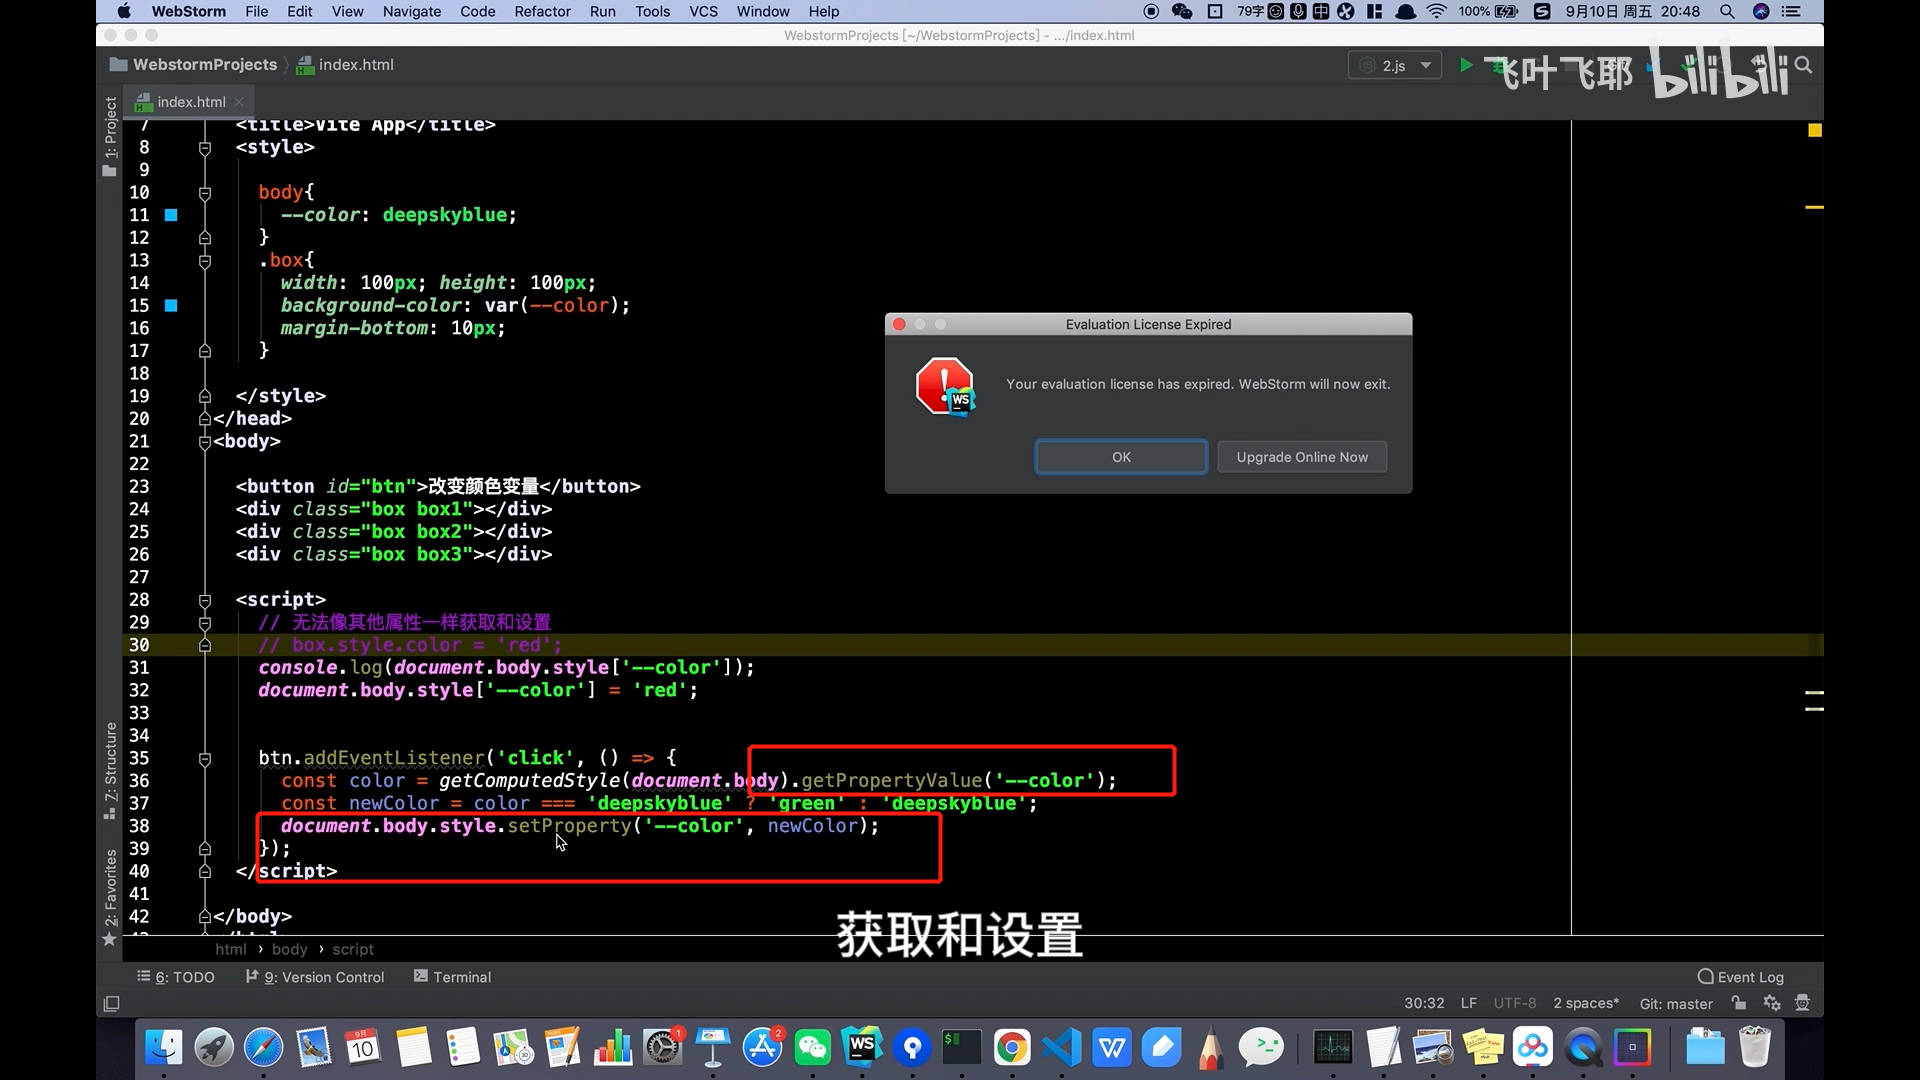 WebStorm File Edit View Navigate Code Refactor Run Tools VCS Window Help 79字 中 100% 9月10日 周五 20:48
WebstormProjects [~/WebstormProjects] - .../index.html
WebstormProjects index.html 2.js
飞叶飞耶 bilibili
index.html
1: Project
7 <title>Vite App</title>
8 <style>
9
10 body{
11 --color: deepskyblue;
12 }
13 .box{
14 width: 100px; height: 100px;
15 background-color: var(--color);
16 margin-bottom: 10px;
17 }
18
19 </style>
20 </head>
21 <body>
22
23 <button id="btn">改变颜色变量</button>
24 <div class="box box1"></div>
25 <div class="box box2"></div>
26 <div class="box box3"></div>
27
28 <script>
29 // 无法像其他属性一样获取和设置
30 // box.style.color = 'red';
31 console.log(document.body.style['--color']);
32 document.body.style['--color'] = 'red';
33
34
35 btn.addEventListener('click', () => {
36 const color = getComputedStyle(document.body).getPropertyValue('--color');
37 const newColor = color === 'deepskyblue' ? 'green' : 'deepskyblue';
38 document.body.style.setProperty('--color', newColor);
39 });
40 </script>
41
42 </body>
Evaluation License Expired
Your evaluation license has expired. WebStorm will now exit.
WS
OK Upgrade Online Now
Z: Structure
2: Favorites
获取和设置
html › body › script
6: TODO 9: Version Control Terminal Event Log
30:32 LF UTF-8 2 spaces* Git: master
9月 10 1 2 WS $